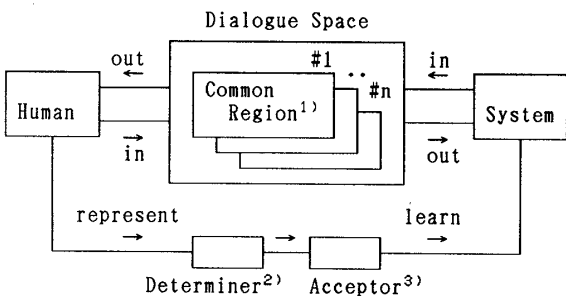 Dialogue Space
out
#1
in
Human
Common
Region1)
..
#n
System
in
out
represent
learn
Determiner2)
Acceptor3)